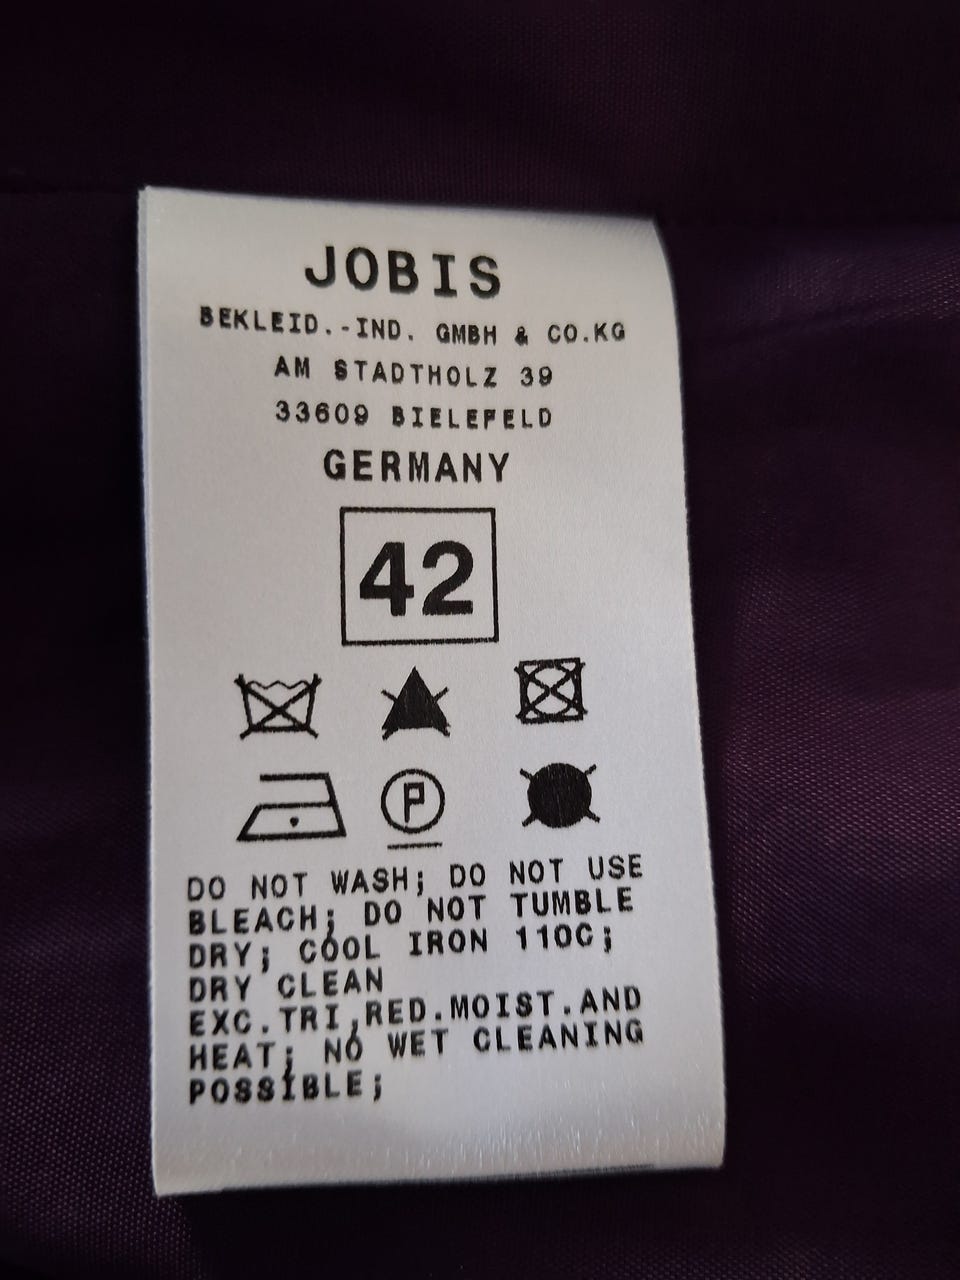 JOBIS
BEKLEID.-IND. GMBH & CO.KG
AM STADTHOLZ 39
33609 BIELEFELD
GERMANY
42
P
DO NOT WASH; DO NOT USE
BLEACH; DO NOT TUMBLE
DRY; COOL IRON 110C;
DRY CLEAN
EXC.TRI,RED.MOIST.AND
HEAT; NO WET CLEANING
POSSIBLE;